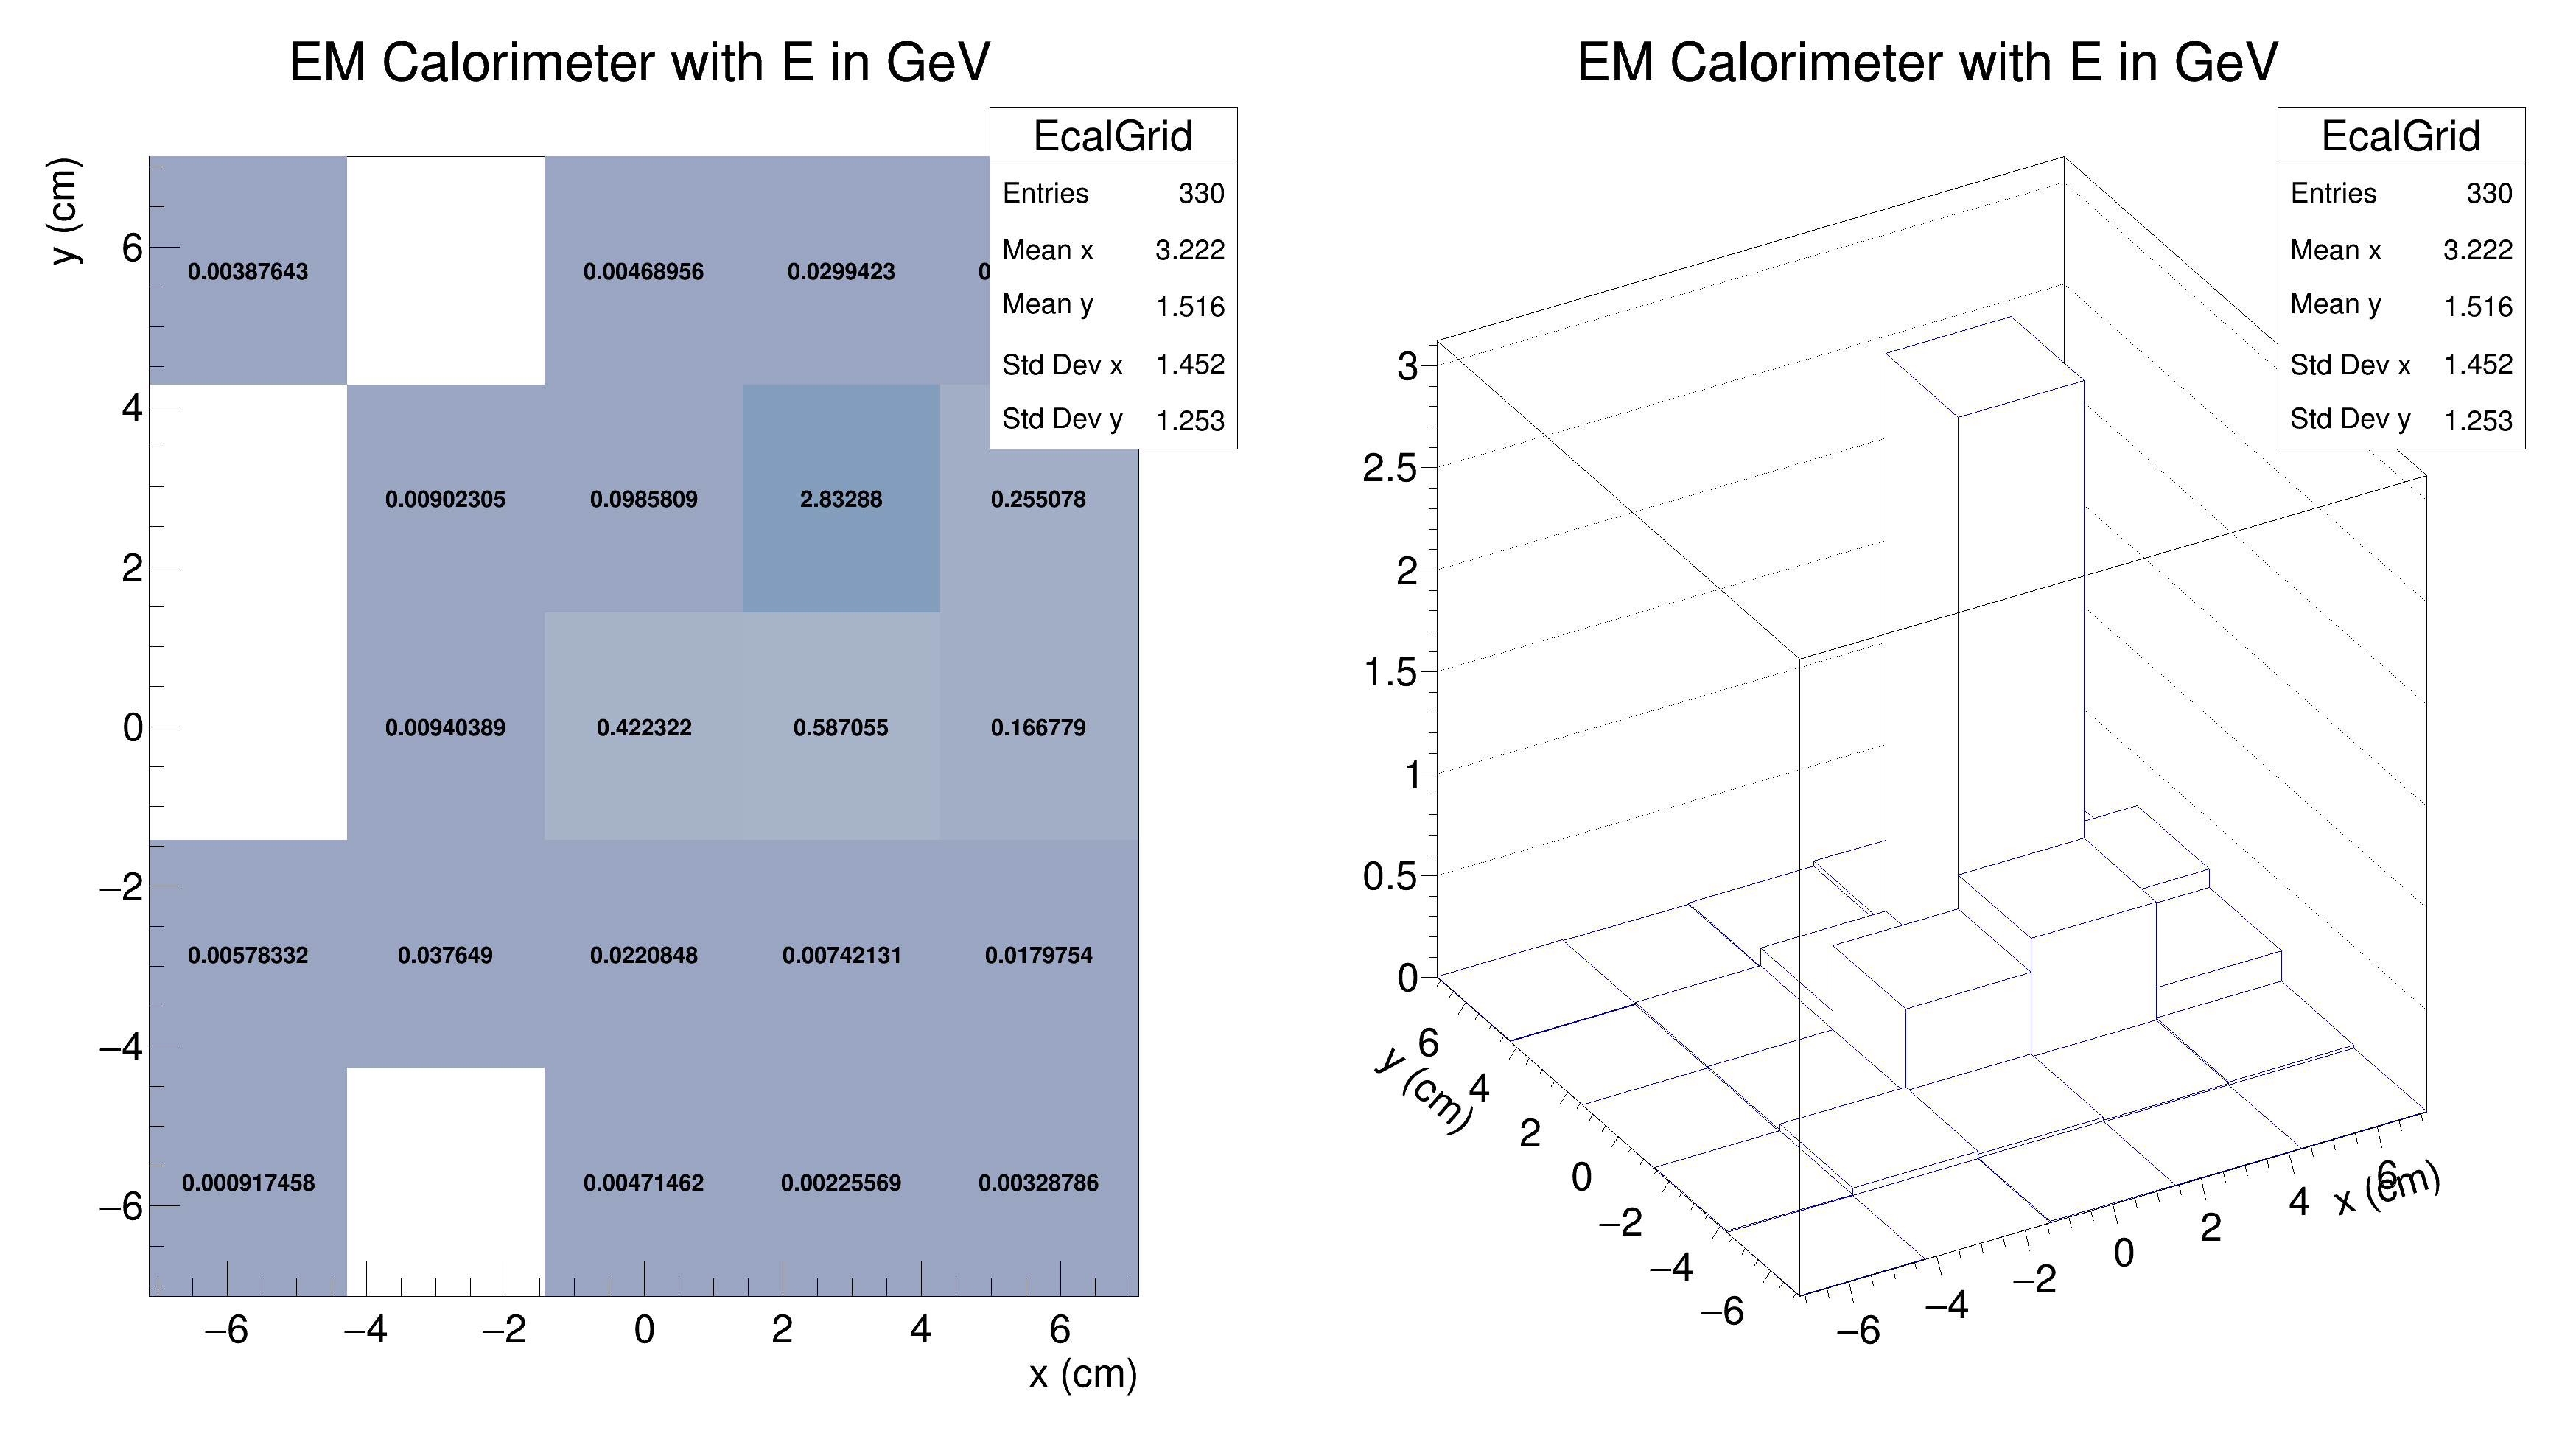 EM Calorimeter with E in GeV
EcalGrid
Entries 330
Mean x 3.222
Mean y 1.516
Std Dev x 1.452
Std Dev y 1.253
y (cm)
6
4
2
0
−2
−4
−6
0.00387643 0.00468956 0.0299423
0.00902305 0.0985809 2.83288 0.255078
0.00940389 0.422322 0.587055 0.166779
0.00578332 0.037649 0.0220848 0.00742131 0.0179754
0.000917458 0.00471462 0.00225569 0.00328786
−6 −4 −2 0 2 4 6
x (cm)
EM Calorimeter with E in GeV
EcalGrid
Entries 330
Mean x 3.222
Mean y 1.516
Std Dev x 1.452
Std Dev y 1.253
3
2.5
2
1.5
1
0.5
0
y (cm)
6
4
2
0
−2
−4
−6
−6
−4
−2
0
2
4
6
x (cm)